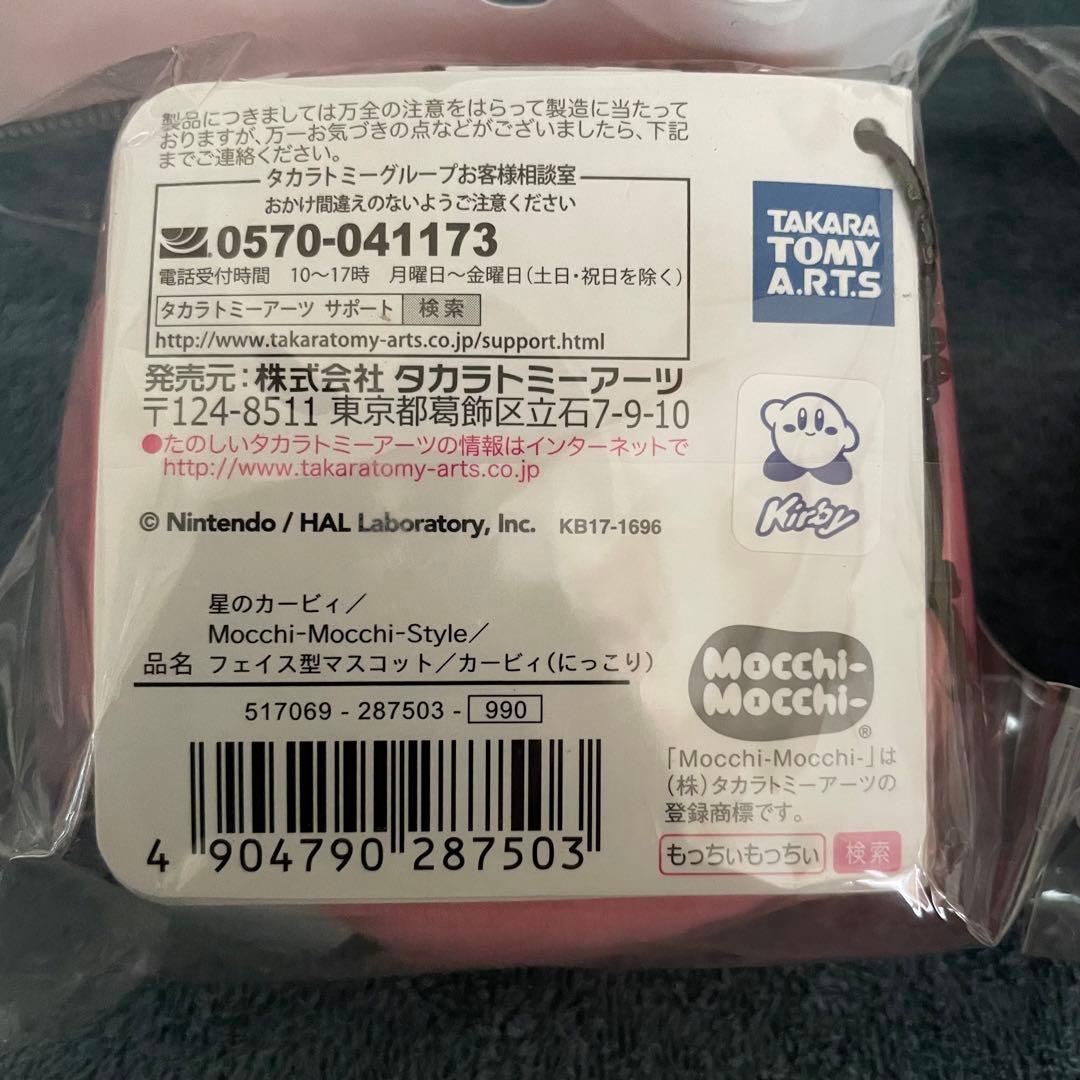 製品につきましては万全の注意をはらって製造に当たって
おりますが、万一お気づきの点などがございましたら、下記
までご連絡ください。
タカラトミーグループお客様相談室
おかけ間違えのないようご注意ください
0570-041173
電話受付時間 10〜17時 月曜日〜金曜日(土日・祝日を除く)
タカラトミーアーツ サポート 検索
http://www.takaratomy-arts.co.jp/support.html
発売元:株式会社 タカラトミーアーツ
〒124-8511 東京都葛飾区立石7-9-10
●たのしいタカラトミーアーツの情報はインターネットで
http://www.takaratomy-arts.co.jp
© Nintendo / HAL Laboratory, Inc. KB17-1696
星のカービィ/
Mocchi-Mocchi-Style/
品名 フェイス型マスコット/カービィ(にっこり)
517069 - 287503 - 990
4 904790 287503
TAKARA
TOMY
A.R.T.S
Kirby
Mocchi-
Mocchi-
®
「Mocchi-Mocchi-」は
(株)タカラトミーアーツの
登録商標です。
もっちぃもっちぃ 検索